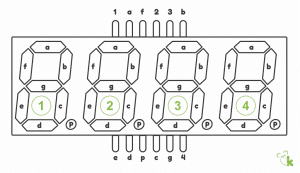 1 a f 2 3 b
a a a a
f b f b f b f b
g g g g
e 1 c e 2 c e 3 c e 4 c
d P d P d P d P
e d p c g 4
k